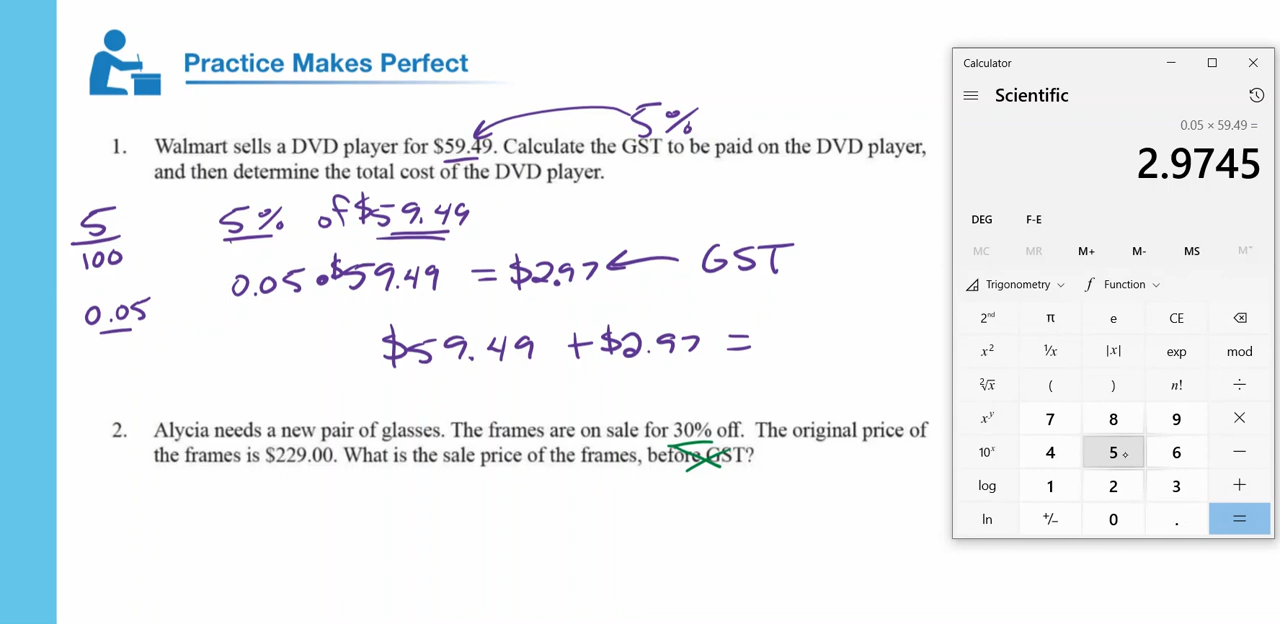 Practice Makes Perfect
5%
1. Walmart sells a DVD player for $59.49. Calculate the GST to be paid on the DVD player,
and then determine the total cost of the DVD player.
5/100
0.05
5% of $59.49
0.05 • $59.49 = $2.97 ← GST
$59.49 + $2.97 =
2. Alycia needs a new pair of glasses. The frames are on sale for 30% off. The original price of
the frames is $229.00. What is the sale price of the frames, before GST?
Calculator
Scientific
0.05 × 59.49 =
2.9745
DEG F-E
MC MR M+ M- MS M˅
Trigonometry f Function
2ⁿᵈ π e CE
x² ¹/x |x| exp mod
²√x ( ) n! ÷
xʸ 7 8 9 ×
10ˣ 4 5 6 −
log 1 2 3 +
ln +/− 0 . =